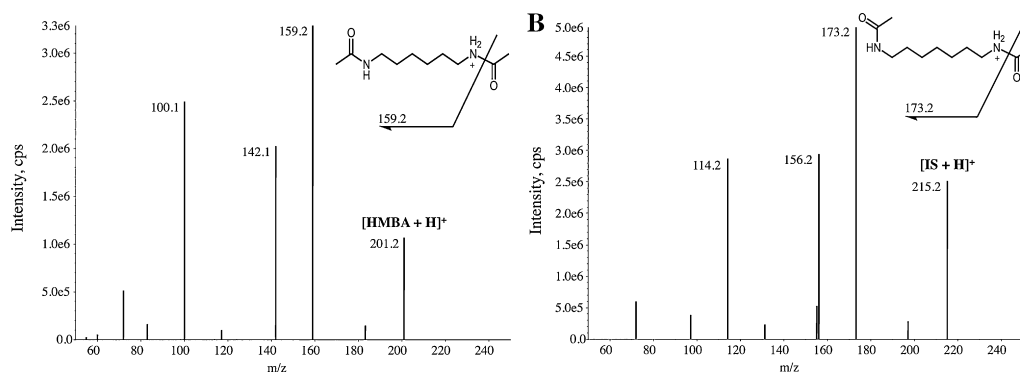 3.3e6
3.0e6
2.5e6
2.0e6
1.5e6
1.0e6
5.0e5
0.0
Intensity, cps
60 80 100 120 140 160 180 200 220 240
m/z
100.1
142.1
159.2
201.2
[HMBA + H]+
159.2
O
N
H
H2
N
+
O
B
5.0e6
4.5e6
4.0e6
3.5e6
3.0e6
2.5e6
2.0e6
1.5e6
1.0e6
5.0e5
0.0
Intensity, cps
60 80 100 120 140 160 180 200 220 240
m/z
114.2
156.2
173.2
215.2
[IS + H]+
173.2
O
NH
H2
N
+
O